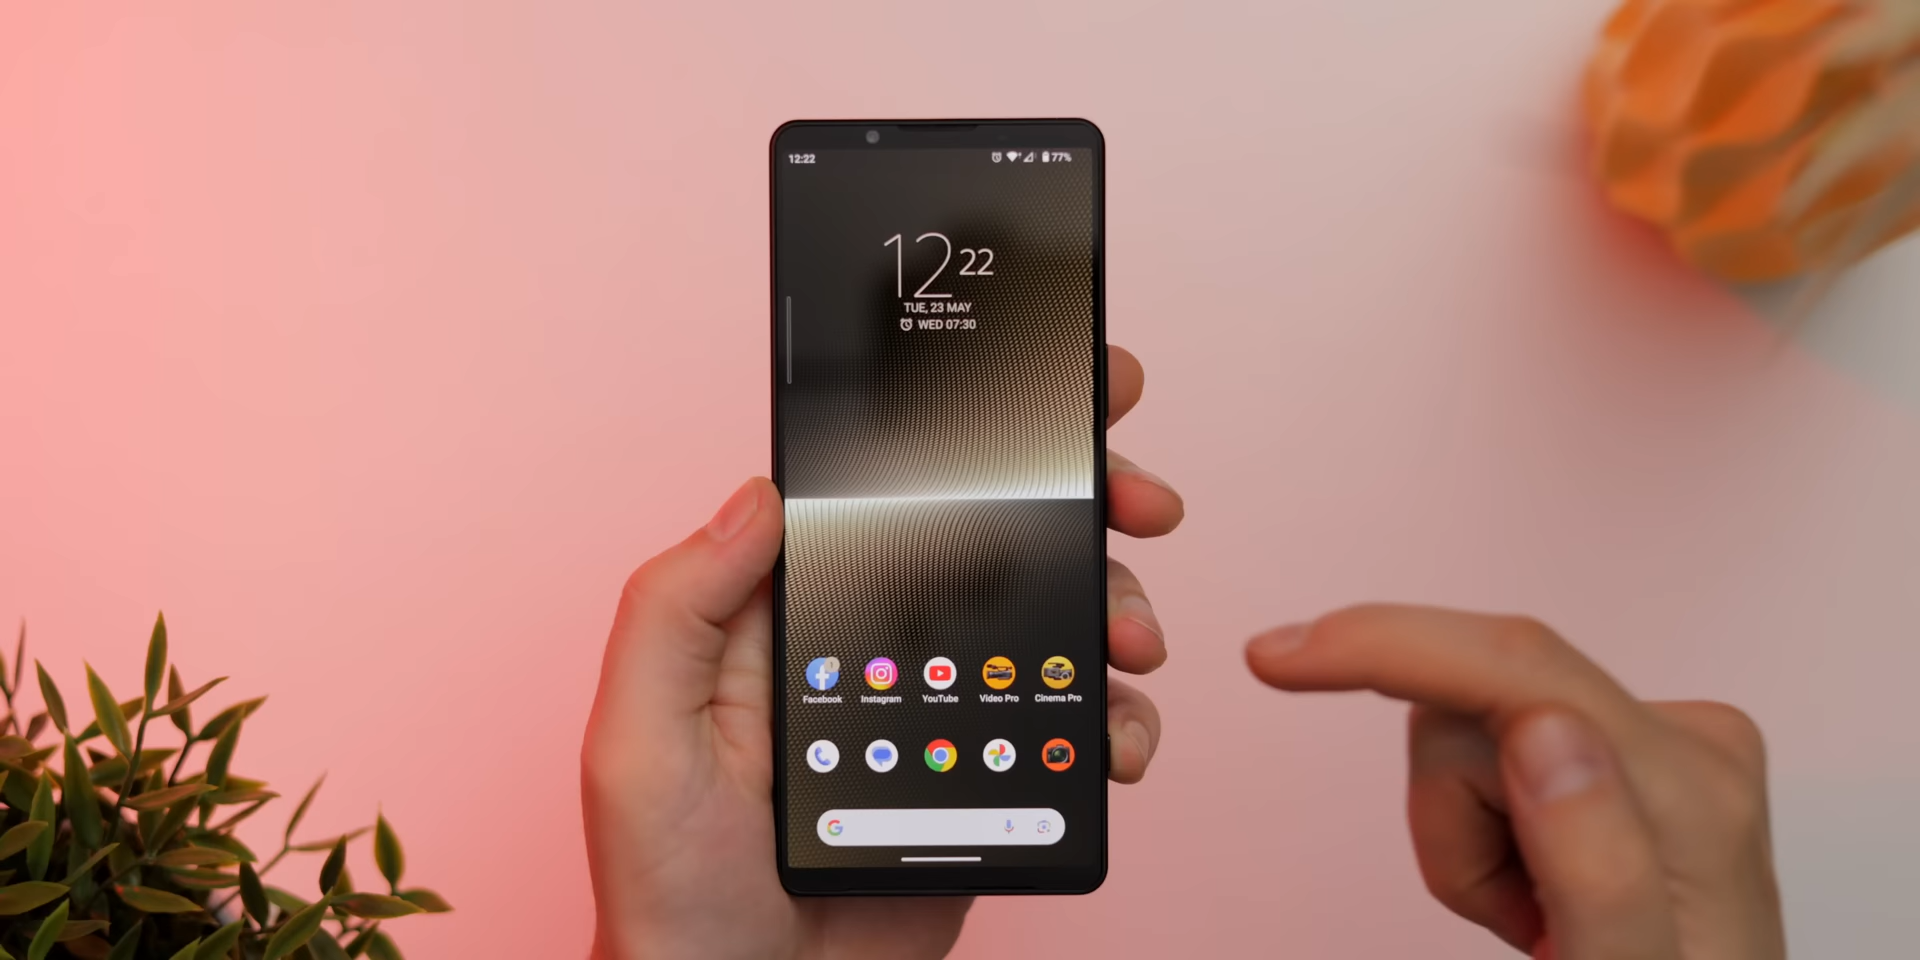 12:22
77%
12 22
TUE, 23 MAY
WED 07:30
Facebook Instagram YouTube Video Pro Cinema Pro
G